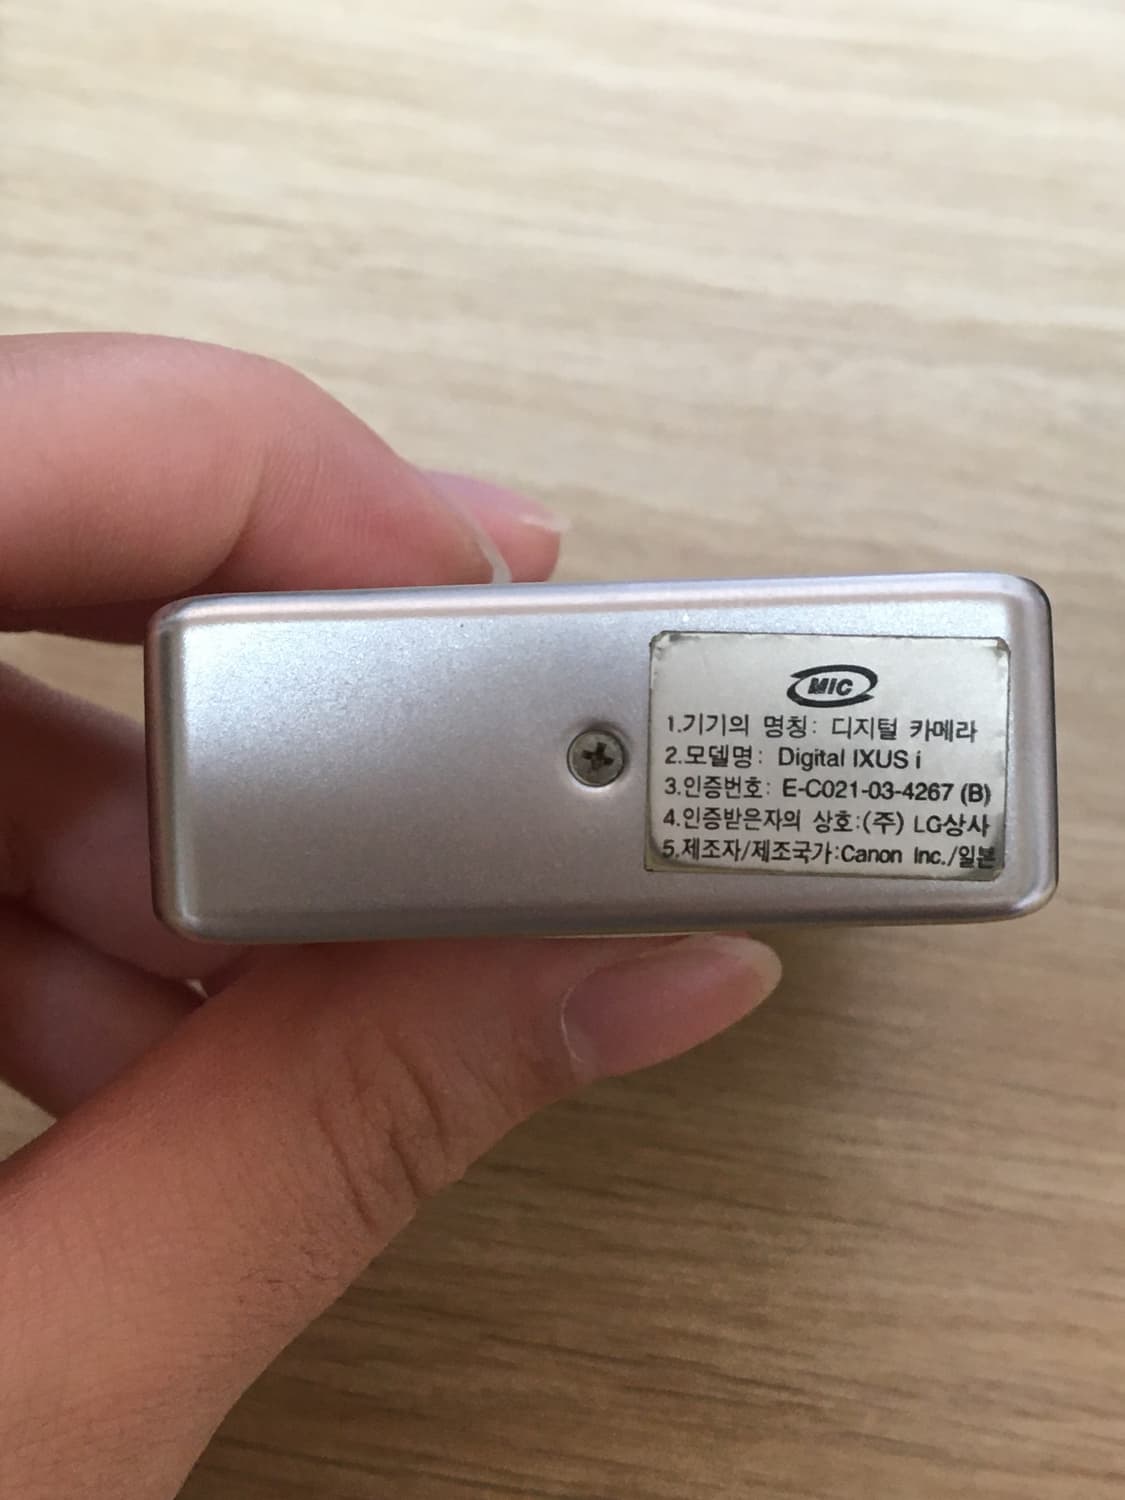 MIC
1.기기의 명칭: 디지털 카메라
2.모델명: Digital IXUS i
3.인증번호: E-C021-03-4267 (B)
4.인증받은자의 상호:(주) LG상사
5.제조자/제조국가:Canon Inc./일본